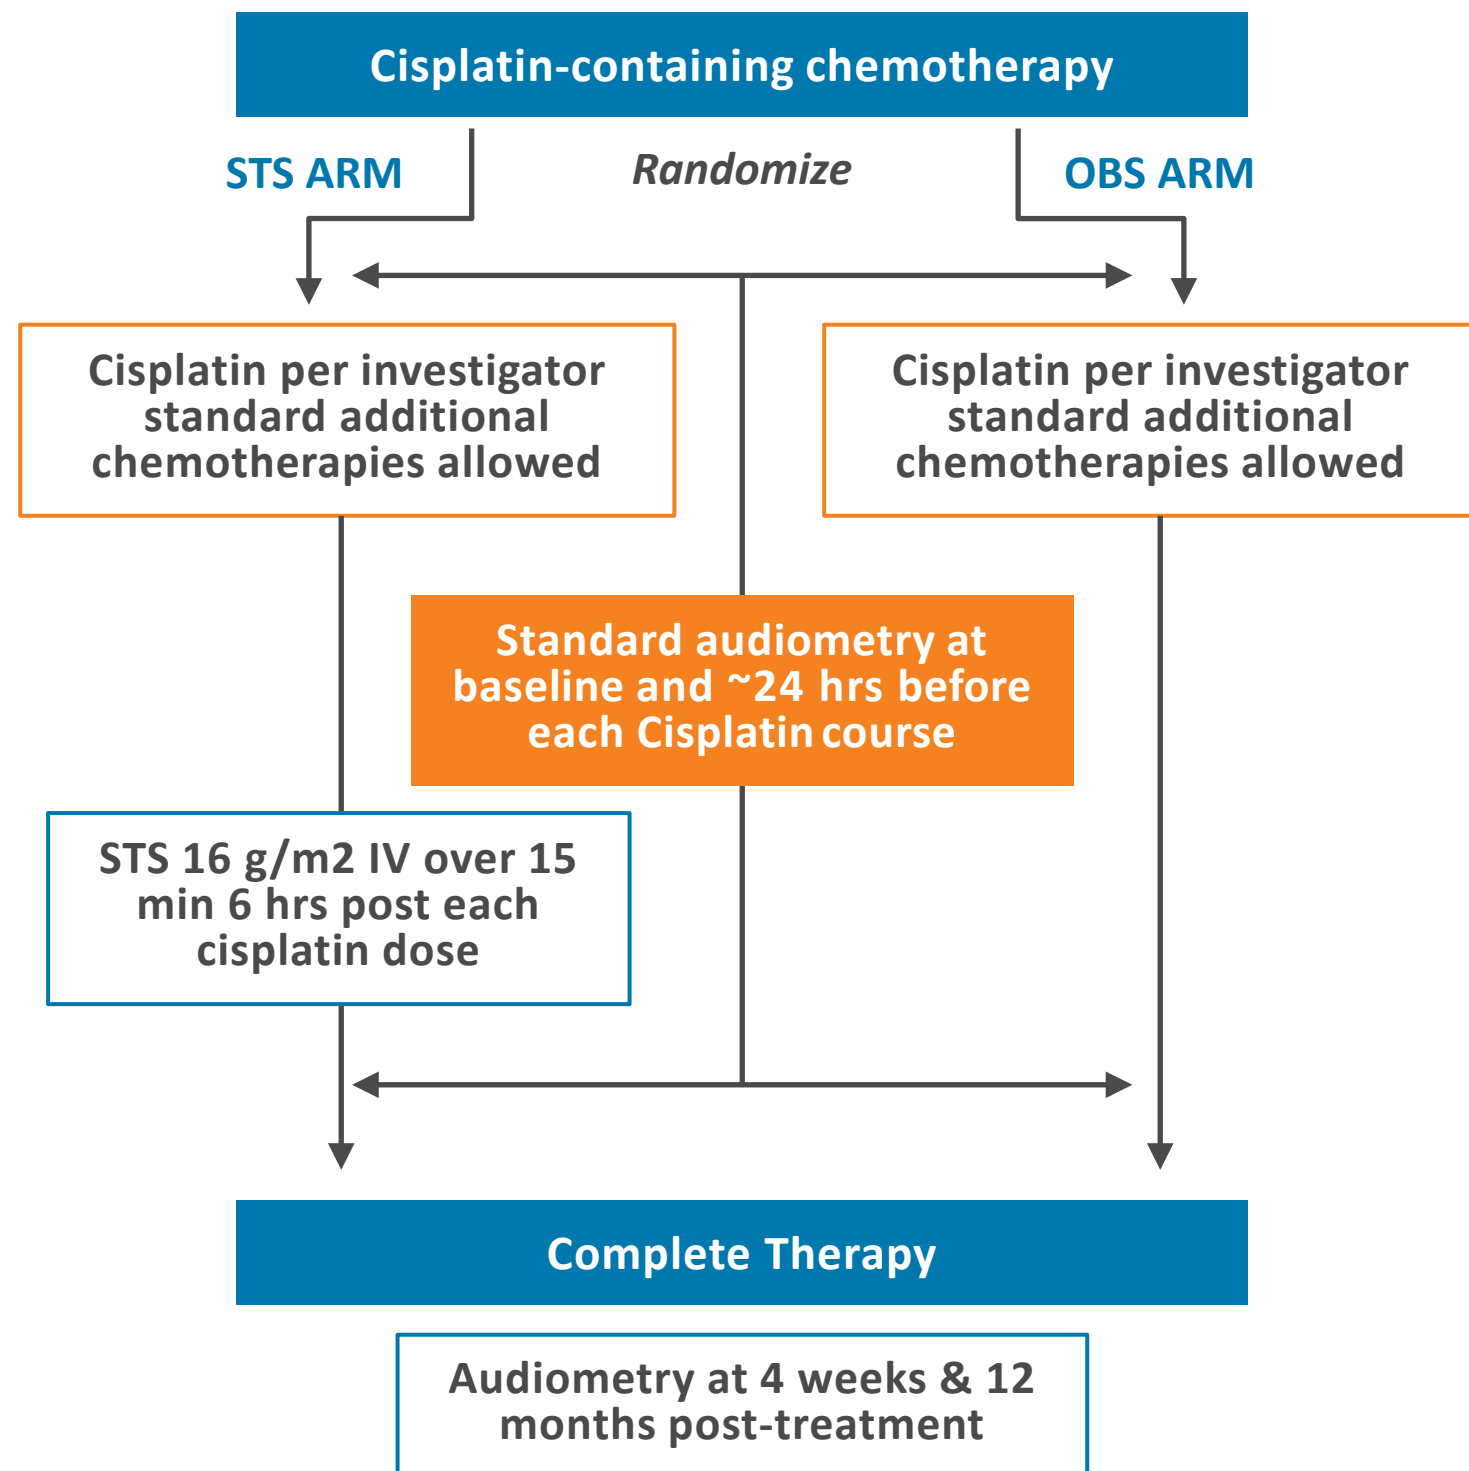 Cisplatin-containing chemotherapy
STS ARM
Randomize
OBS ARM
Cisplatin per investigator
standard additional
chemotherapies allowed
Cisplatin per investigator
standard additional
chemotherapies allowed
Standard audiometry at
baseline and ~24 hrs before
each Cisplatin course
STS 16 g/m2 IV over 15
min 6 hrs post each
cisplatin dose
Complete Therapy
Audiometry at 4 weeks & 12
months post-treatment